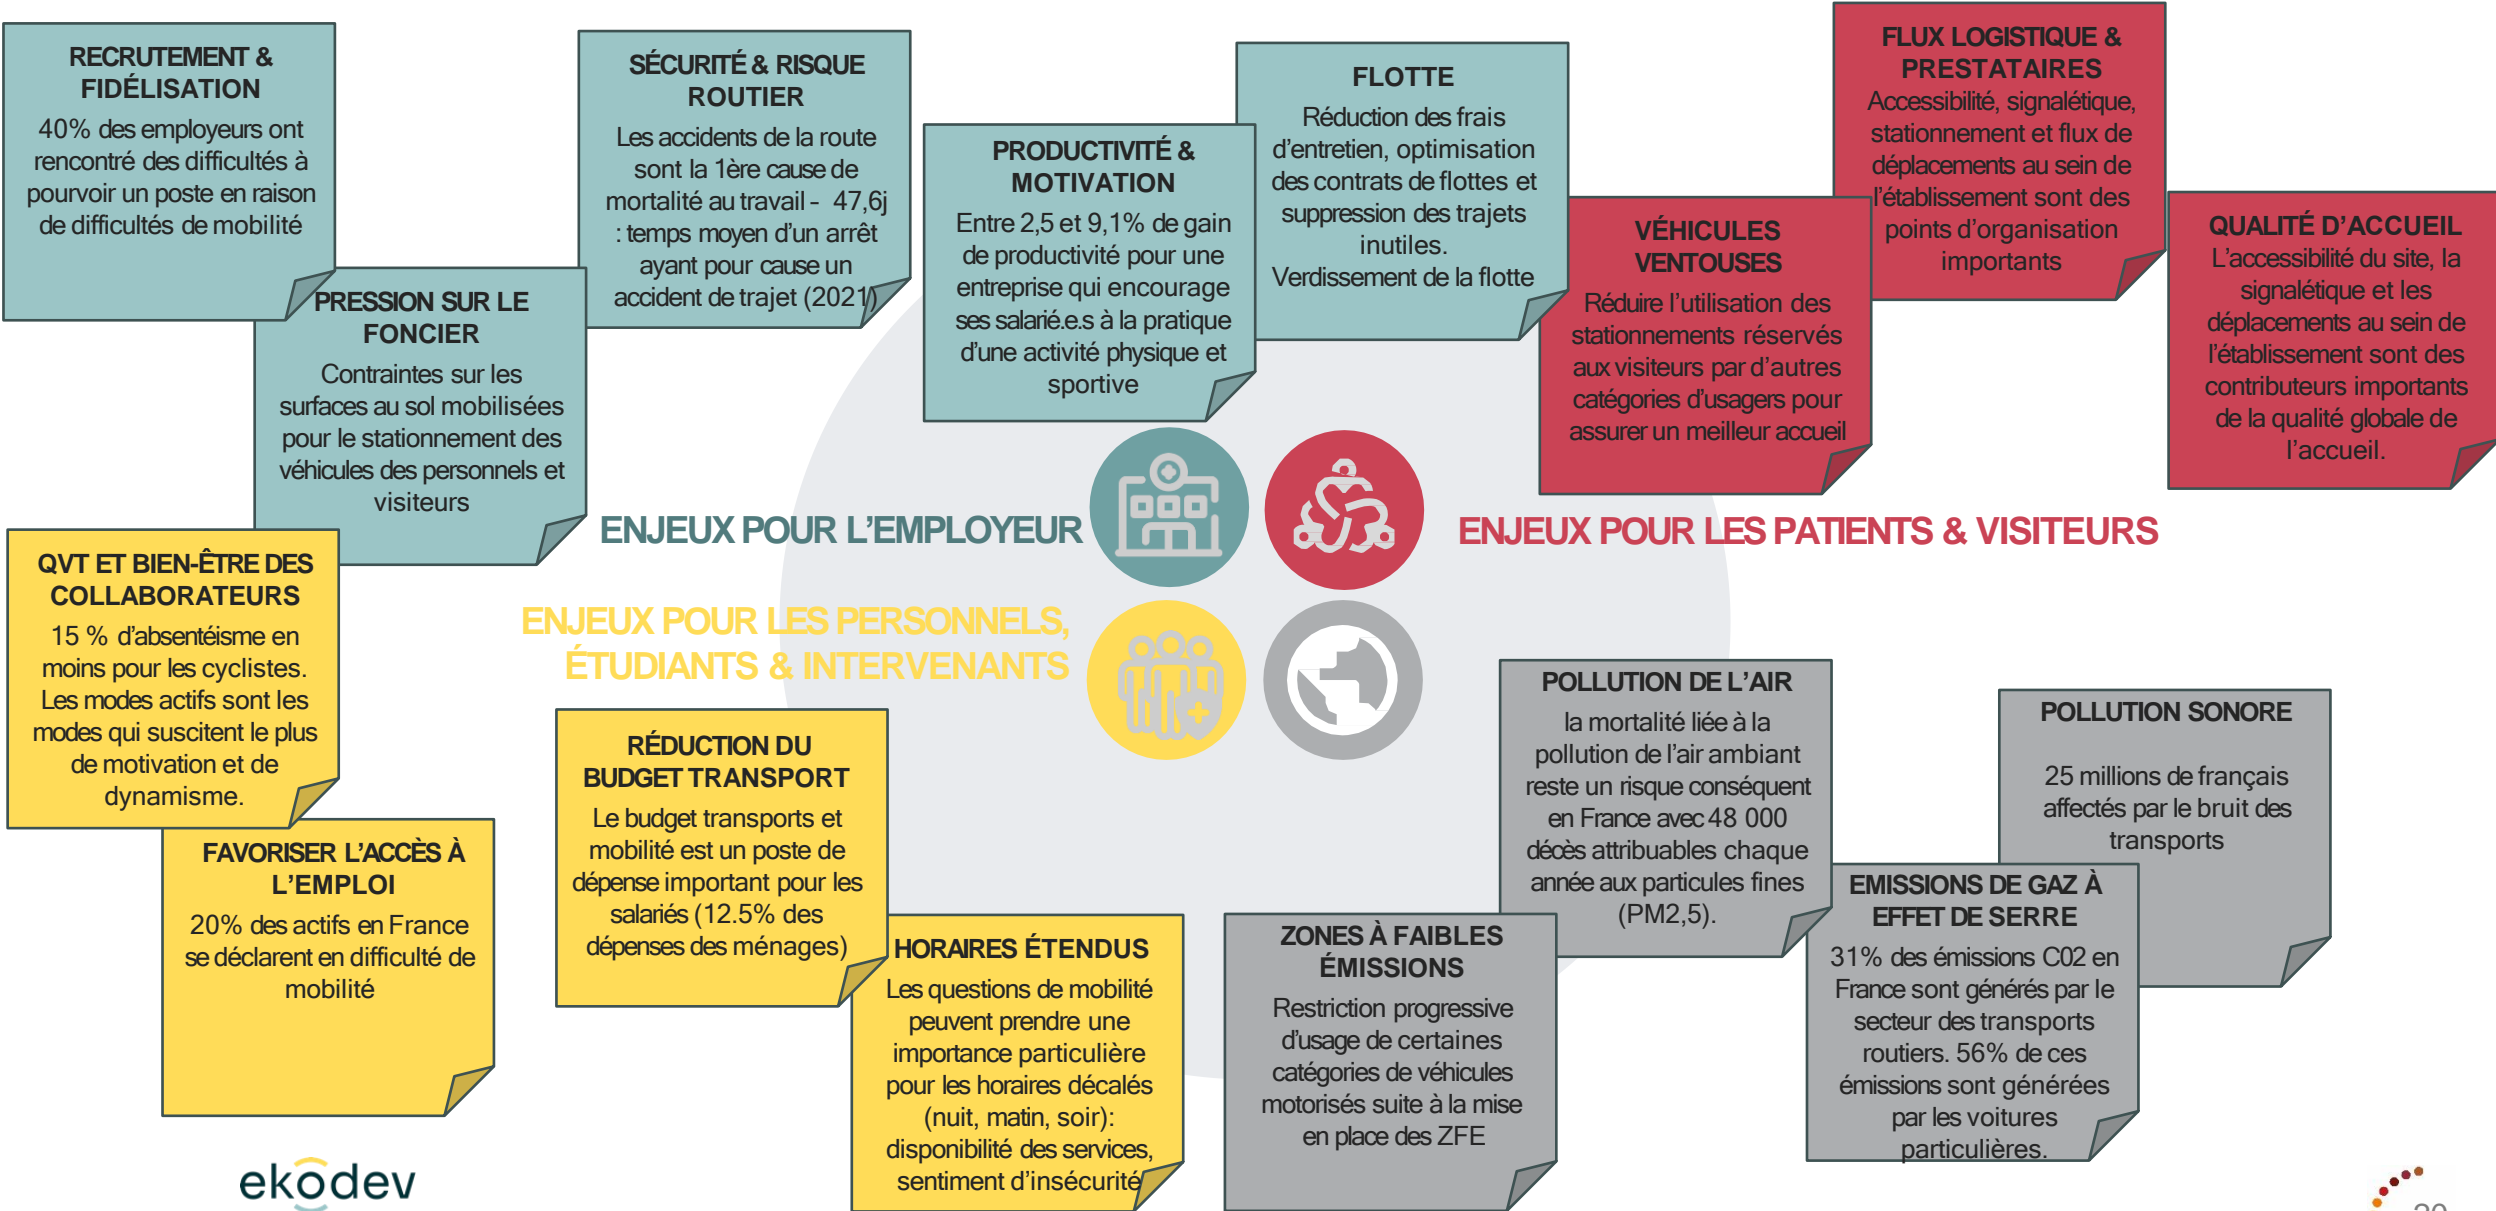 RECRUTEMENT &
FIDÉLISATION
40% des employeurs ont
rencontré des difficultés à
pourvoir un poste en raison
de difficultés de mobilité
PRESSION SUR LE
FONCIER
Contraintes sur les
surfaces au sol mobilisées
pour le stationnement des
véhicules des personnels et
visiteurs
SÉCURITÉ & RISQUE
ROUTIER
Les accidents de la route
sont la 1ère cause de
mortalité au travail - 47,6j
: temps moyen d'un arrêt
ayant pour cause un
accident de trajet (2021)
PRODUCTIVITÉ &
MOTIVATION
Entre 2,5 et 9,1% de gain
de productivité pour une
entreprise qui encourage
ses salarié.e.s à la pratique
d'une activité physique et
sportive
FLOTTE
Réduction des frais
d'entretien, optimisation
des contrats de flottes et
suppression des trajets
inutiles.
Verdissement de la flotte
VÉHICULES
VENTOUSES
Réduire l'utilisation des
stationnements réservés
aux visiteurs par d'autres
catégories d'usagers pour
assurer un meilleur accueil
FLUX LOGISTIQUE &
PRESTATAIRES
Accessibilité, signalétique,
stationnement et flux de
déplacements au sein de
l'établissement sont des
points d'organisation
importants
QUALITÉ D'ACCUEIL
L'accessibilité du site, la
signalétique et les
déplacements au sein de
l'établissement sont des
contributeurs importants
de la qualité globale de
l'accueil.
ENJEUX POUR L'EMPLOYEUR
ENJEUX POUR LES PATIENTS & VISITEURS
ENJEUX POUR LES PERSONNELS,
ÉTUDIANTS & INTERVENANTS
QVT ET BIEN-ÊTRE DES
COLLABORATEURS
15 % d'absentéisme en
moins pour les cyclistes.
Les modes actifs sont les
modes qui suscitent le plus
de motivation et de
dynamisme.
FAVORISER L'ACCÈS À
L'EMPLOI
20% des actifs en France
se déclarent en difficulté de
mobilité
RÉDUCTION DU
BUDGET TRANSPORT
Le budget transports et
mobilité est un poste de
dépense important pour les
salariés (12.5% des
dépenses des ménages)
HORAIRES ÉTENDUS
Les questions de mobilité
peuvent prendre une
importance particulière
pour les horaires décalés
(nuit, matin, soir):
disponibilité des services,
sentiment d'insécurité
ZONES À FAIBLES
ÉMISSIONS
Restriction progressive
d'usage de certaines
catégories de véhicules
motorisés suite à la mise
en place des ZFE
POLLUTION DE L'AIR
la mortalité liée à la
pollution de l'air ambiant
reste un risque conséquent
en France avec 48 000
décès attribuables chaque
année aux particules fines
(PM2,5).
EMISSIONS DE GAZ À
EFFET DE SERRE
31% des émissions C02 en
France sont générés par le
secteur des transports
routiers. 56% de ces
émissions sont générées
par les voitures
particulières.
POLLUTION SONORE
25 millions de français
affectés par le bruit des
transports
ekodev